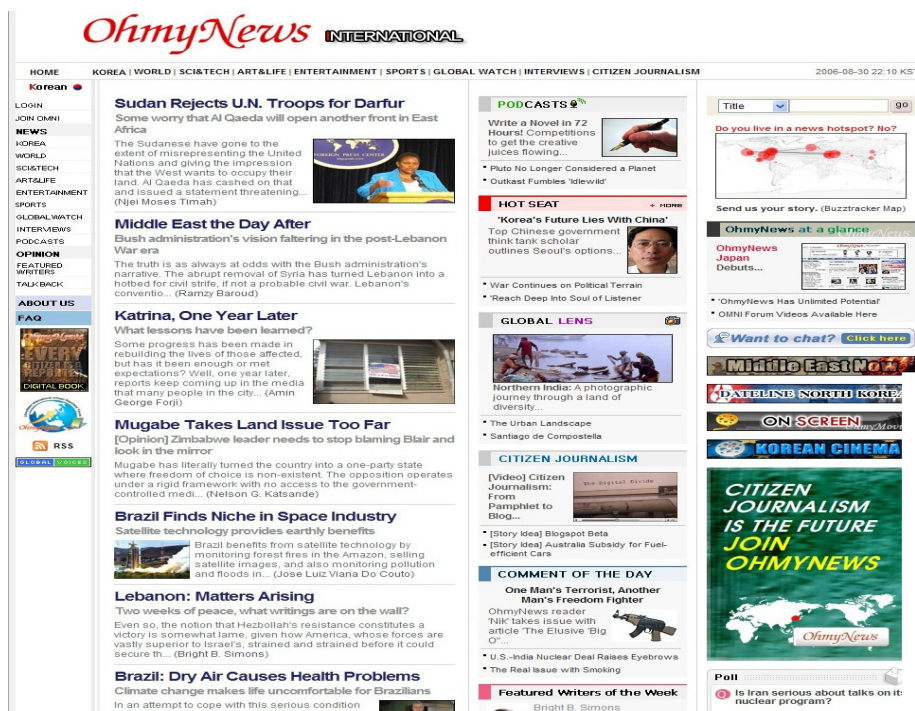 OhmyNews INTERNATIONAL
HOME
KOREA | WORLD | SCI&TECH | ART&LIFE | ENTERTAINMENT | SPORTS | GLOBAL WATCH | INTERVIEWS | CITIZEN JOURNALISM
2006-08-30 22:10 KST
Korean
LOGIN
JOIN OMNI
NEWS
KOREA
WORLD
SCI&TECH
ART&LIFE
ENTERTAINMENT
SPORTS
GLOBAL WATCH
INTERVIEWS
PODCASTS
OPINION
FEATURED
WRITERS
TALKBACK
ABOUT US
FAQ
EVERY
CITIZEN IS A
REPORTER
DIGITAL BOOK
RSS
GLOBAL VOICES
Sudan Rejects U.N. Troops for Darfur
Some worry that Al Qaeda will open another front in East
Africa
The Sudanese have gone to the
extent of misrepresenting the United
Nations and giving the impression
that the West wants to occupy their
land. Al Qaeda has cashed on that
and issued a statement threatening...
(Njei Moses Timah)
FOREIGN PRESS CENTER
Middle East the Day After
Bush administration's vision faltering in the post-Lebanon
War era
The truth is as always at odds with the Bush administration's
narrative. The abrupt removal of Syria has turned Lebanon into a
hotbed for civil strife, if not a probable civil war. Lebanon's
conventio... (Ramzy Baroud)
Katrina, One Year Later
What lessons have been learned?
Some progress has been made in
rebuilding the lives of those affected,
but has it been enough or met
expectations? Well, one year later,
reports keep coming up in the media
that many people in the city... (Amin
George Forji)
Mugabe Takes Land Issue Too Far
[Opinion] Zimbabwe leader needs to stop blaming Blair and
look in the mirror
Mugabe has literally turned the country into a one-party state
where freedom of choice is non-existent. The opposition operates
under a rigid framework with no access to the government-
controlled medi... (Nelson G. Katsande)
Brazil Finds Niche in Space Industry
Satellite technology provides earthly benefits
Brazil benefits from satellite technology by
monitoring forest fires in the Amazon, selling
satellite images, and also monitoring pollution
and floods in... (Jose Luiz Viana Do Couto)
Lebanon: Matters Arising
Two weeks of peace, what writings are on the wall?
Even so, the notion that Hezbollah's resistance constitutes a
victory is somewhat lame, given how America, whose forces are
vastly superior to Israel's, strained and strained before it could
secure th... (Bright B. Simons)
Brazil: Dry Air Causes Health Problems
Climate change makes life uncomfortable for Brazilians
In an attempt to cope with this serious condition
PODCASTS
Write a Novel in 72
Hours! Competitions
to get the creative
juices flowing...
Pluto No Longer Considered a Planet
Outkast Fumbles 'Idlewild'
HOT SEAT
+ MORE
'Korea's Future Lies With China'
Top Chinese government
think tank scholar
outlines Seoul's options...
War Continues on Political Terrain
'Reach Deep Into Soul of Listener
GLOBAL LENS
Northern India: A photographic
journey through a land of
diversity...
The Urban Landscape
Santiago de Compostella
CITIZEN JOURNALISM
[Video] Citizen
Journalism:
From
Pamphlet to
Blog...
The Digital Divide
[Story Idea] Blogspot Beta
[Story Idea] Australia Subsidy for Fuel-
efficient Cars
COMMENT OF THE DAY
One Man's Terrorist, Another
Man's Freedom Fighter
OhmyNews reader
'Nik' takes issue with
article 'The Elusive 'Big
O''...
U.S.-India Nuclear Deal Raises Eyebrows
The Real Issue with Smoking
Featured Writers of the Week
Bright B. Simons
Title
go
Do you live in a news hotspot? No?
Send us your story. (Buzztracker Map)
OhmyNews at a glance
OhmyNews
Japan
Debuts...
'OhmyNews Has Unlimited Potential'
OMNI Forum Videos Available Here
Want to chat? Click here
Middle East Now
DATELINE NORTH KOREA
ON SCREEN
KOREAN CINEMA
CITIZEN
JOURNALISM
IS THE FUTURE
JOIN
OHMYNEWS
OhmyNews
Poll
Is Iran serious about talks on its
nuclear program?